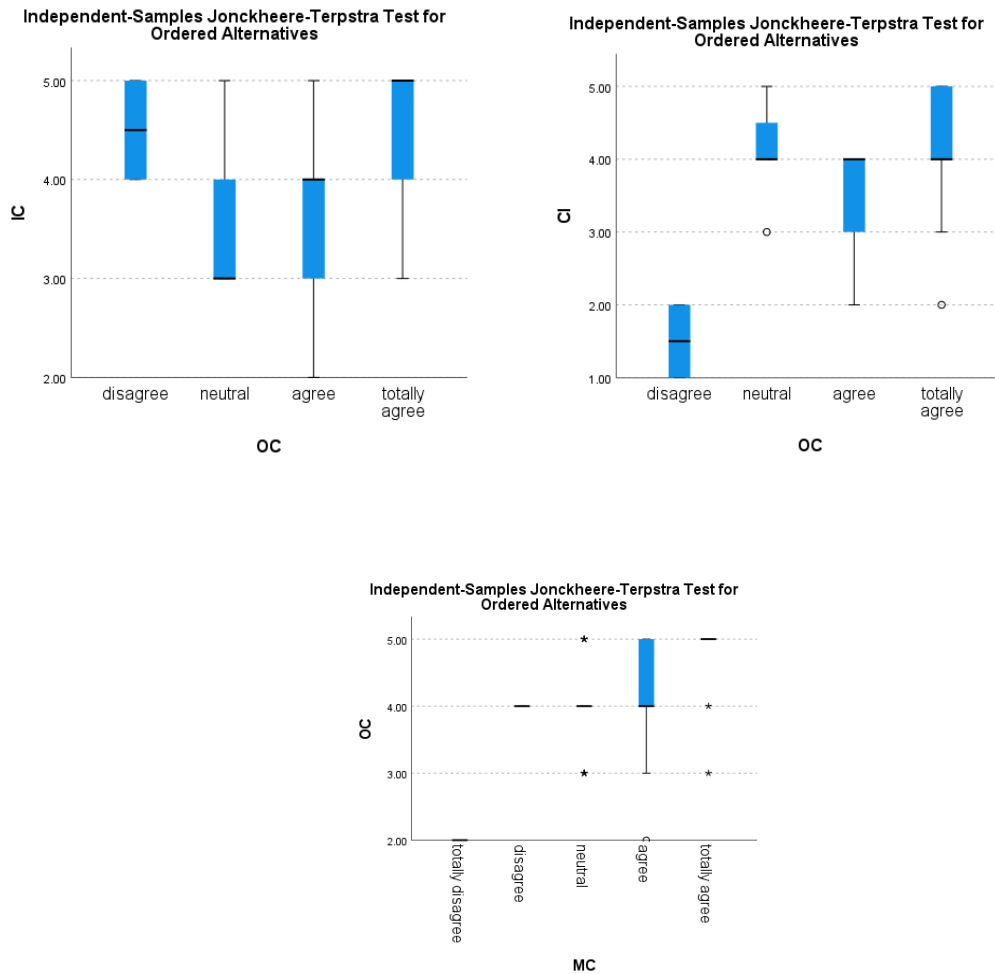 Independent-Samples Jonckheere-Terpstra Test for
Ordered Alternatives
5.00
4.00
3.00
2.00
IC
disagree
neutral
agree
totally
agree
OC
Independent-Samples Jonckheere-Terpstra Test for
Ordered Alternatives
5.00
4.00
3.00
2.00
1.00
CI
disagree
neutral
agree
totally
agree
OC
Independent-Samples Jonckheere-Terpstra Test for
Ordered Alternatives
5.00
4.00
3.00
2.00
OC
totally disagree
disagree
neutral
agree
totally agree
MC